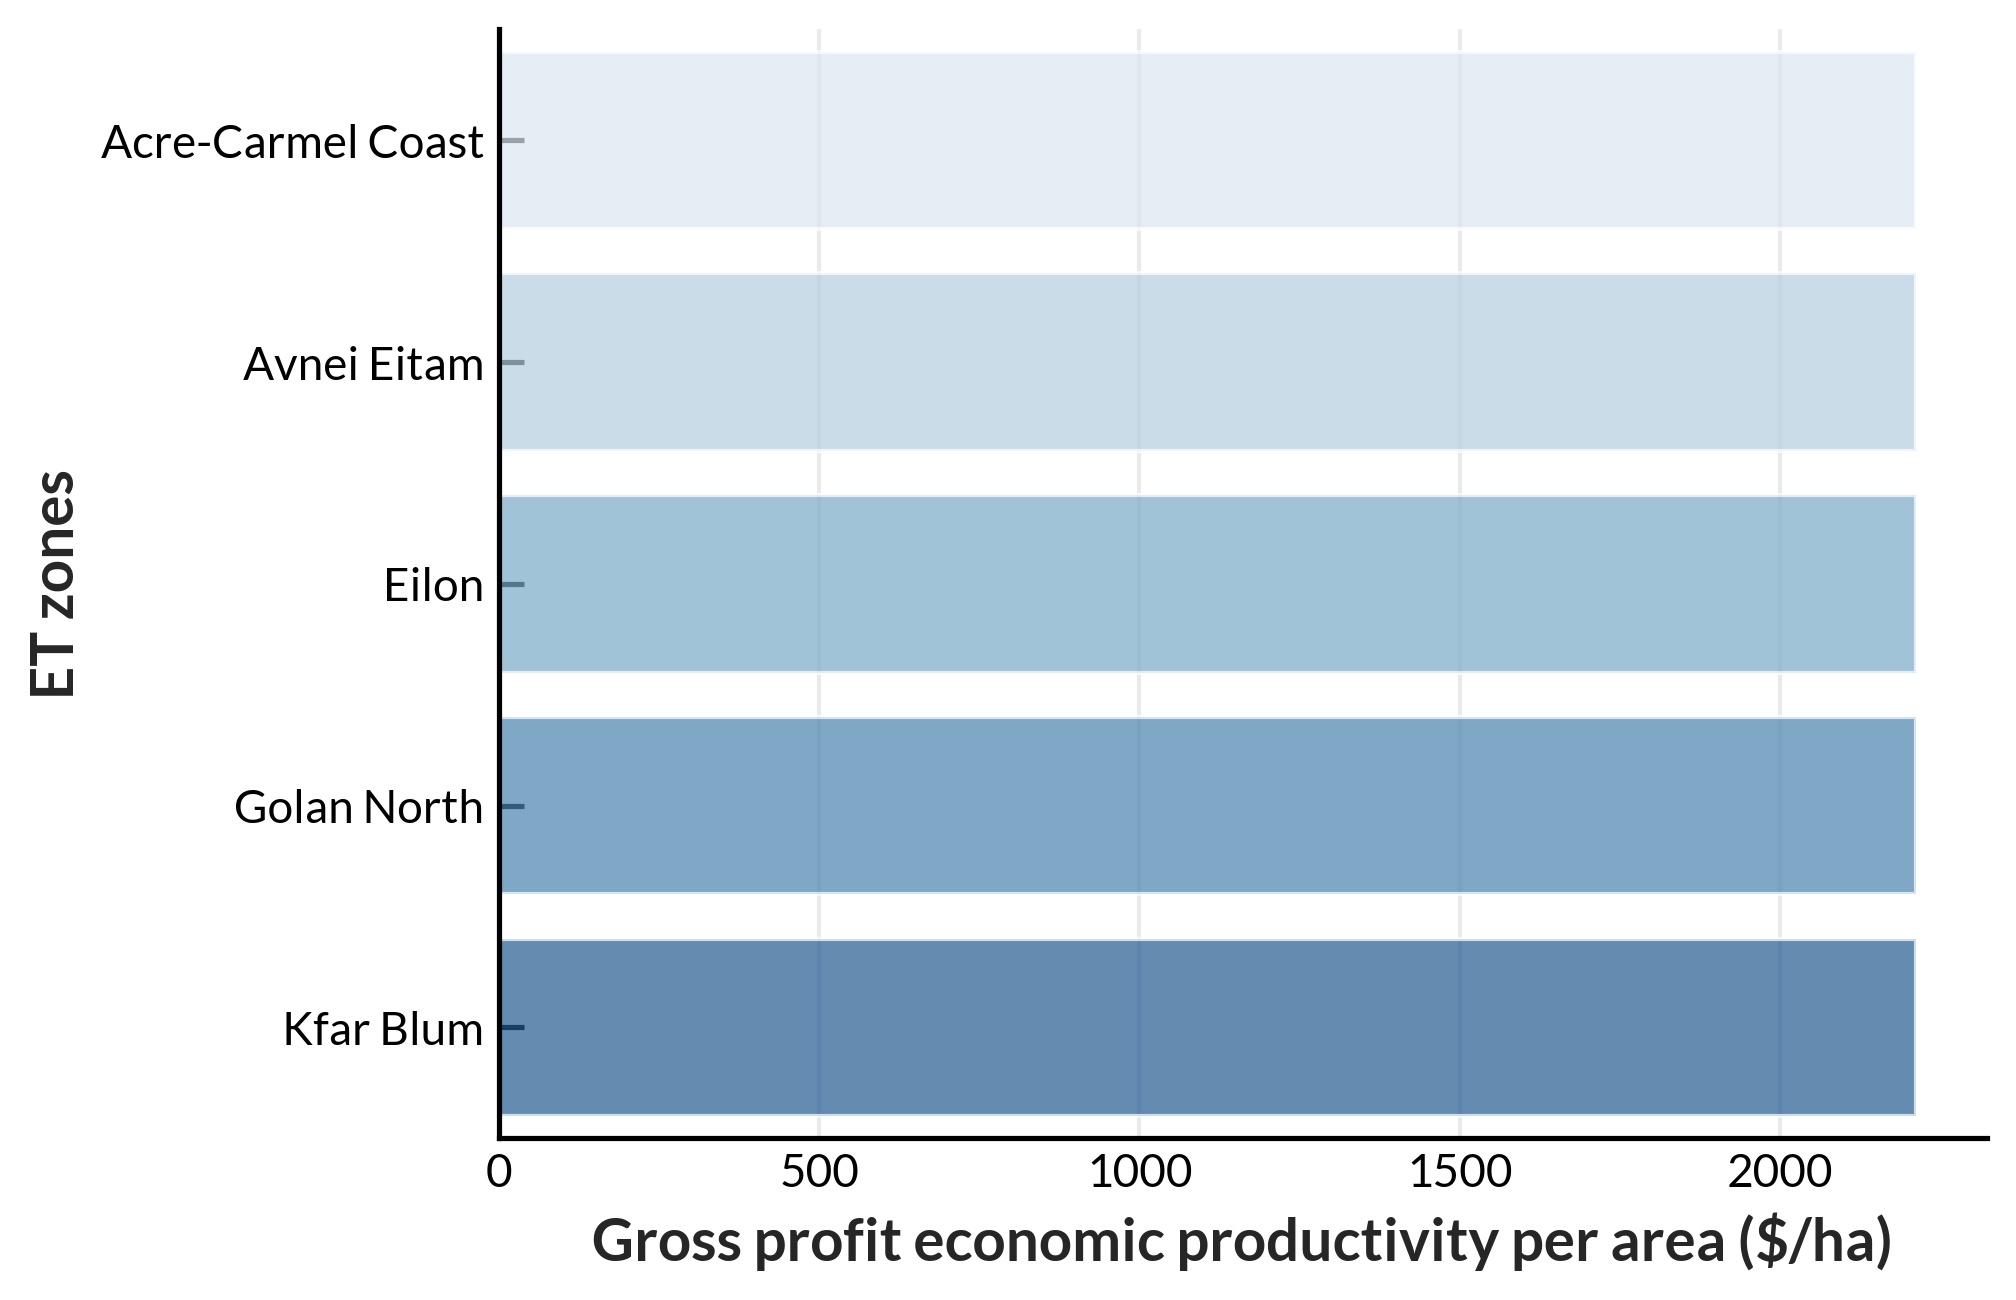 Acre-Carmel Coast
Avnei Eitam
Eilon
Golan North
Kfar Blum
ET zones
0 500 1000 1500 2000
Gross profit economic productivity per area ($/ha)